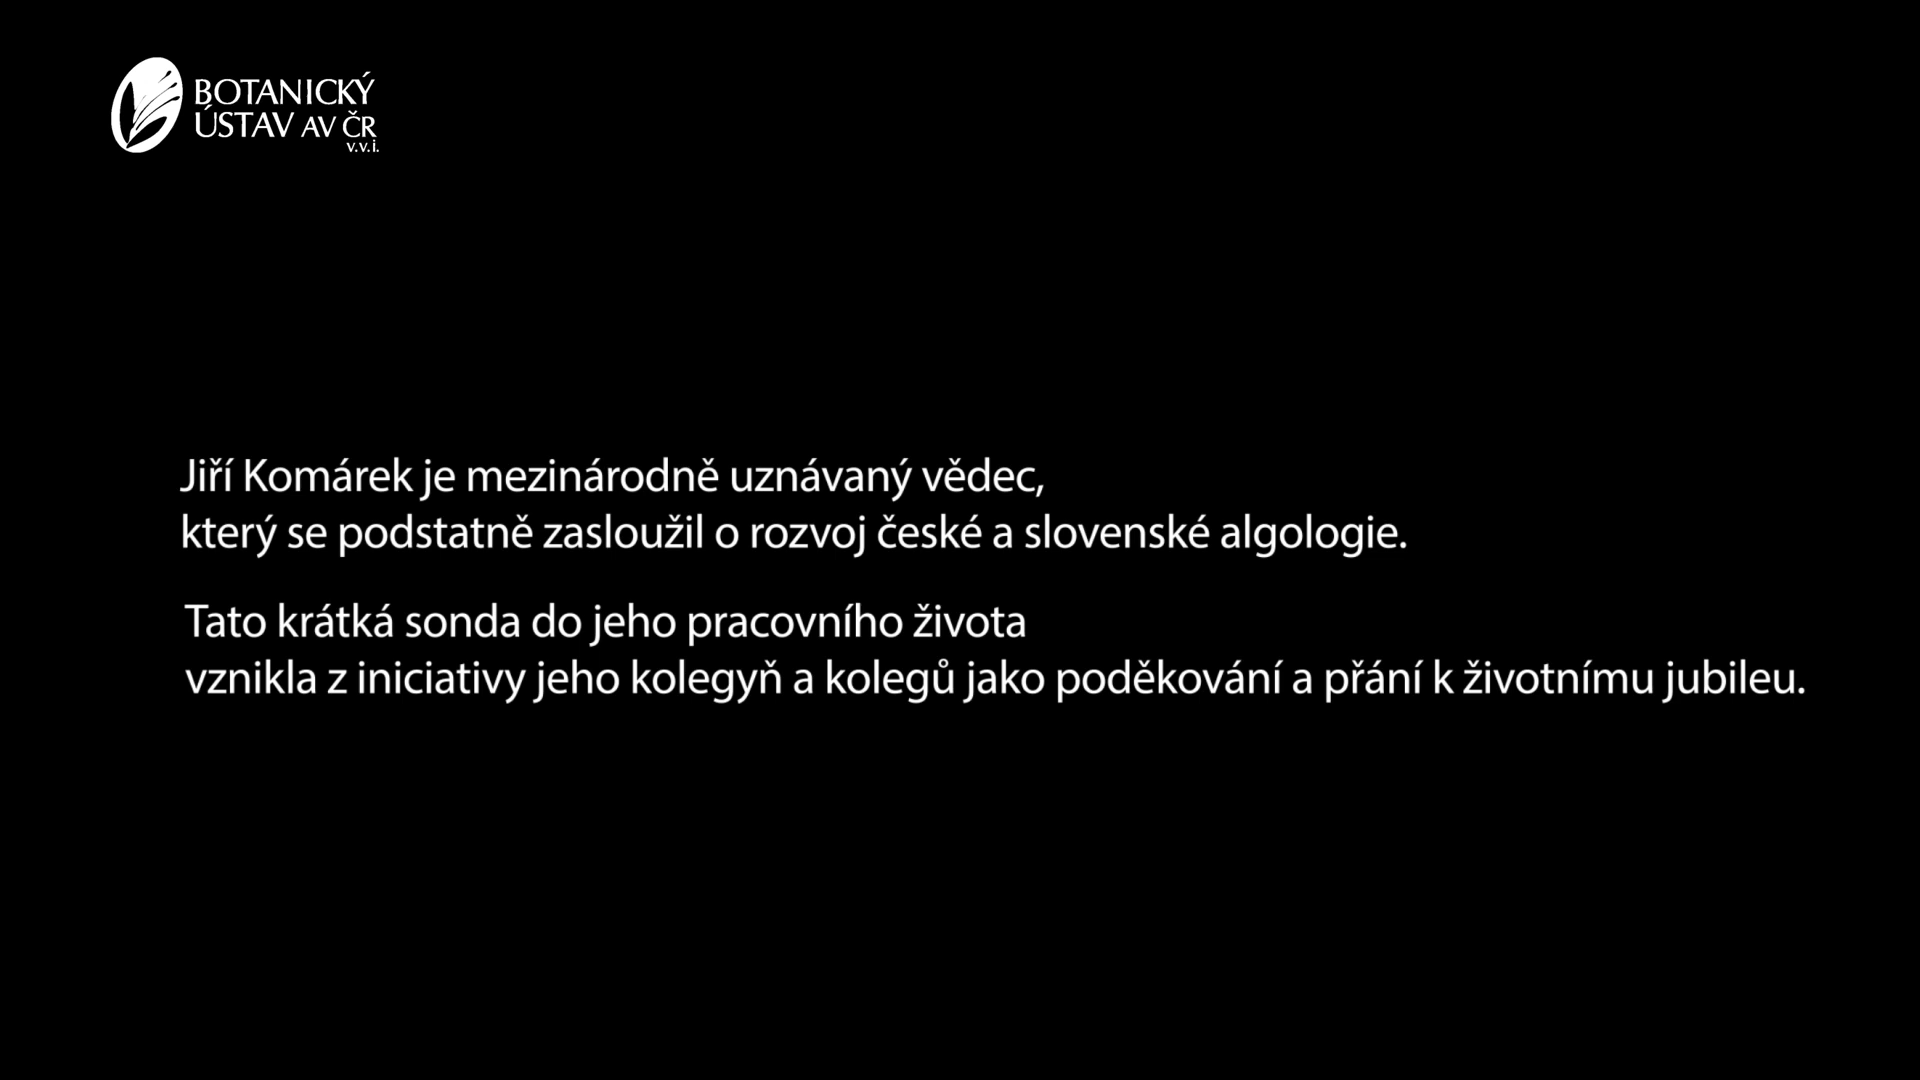 BOTANICKÝ
ÚSTAV AV ČR
v.v.i.
Jiří Komárek je mezinárodně uznávaný vědec,
který se podstatně zasloužil o rozvoj české a slovenské algologie.
Tato krátká sonda do jeho pracovního života
vznikla z iniciativy jeho kolegyň a kolegů jako poděkování a přání k životnímu jubileu.